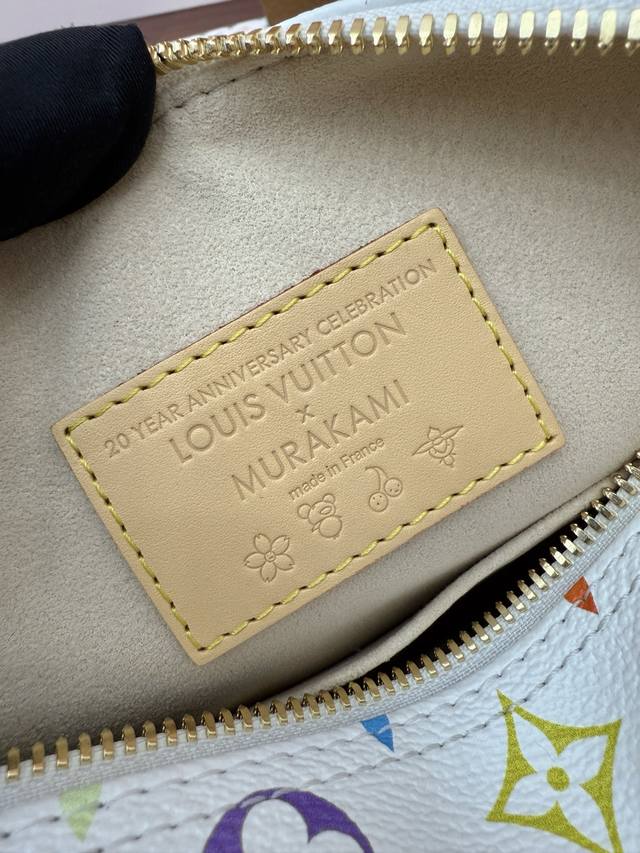 20 YEAR ANNIVERSARY CELEBRATION
LOUIS VUITTON
×
MURAKAMI
made in France